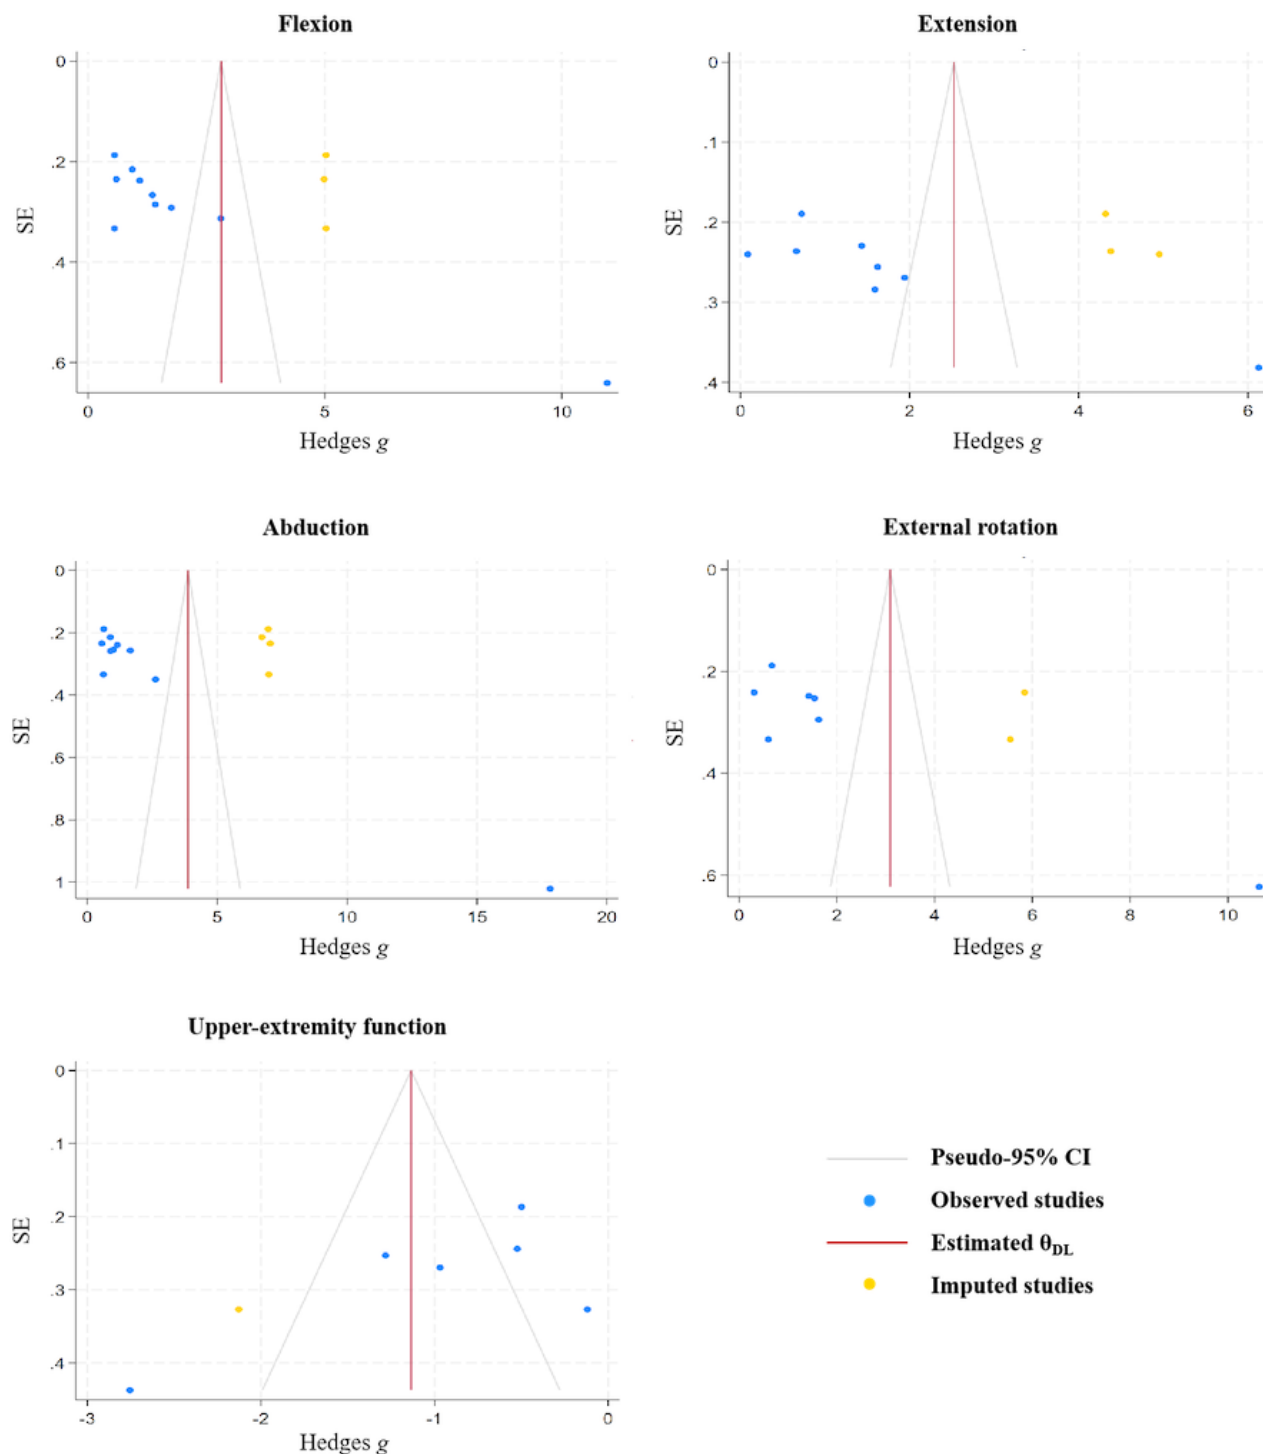 Flexion
0
.2
.4
.6
SE
0 5 10
Hedges g
Extension
0
.1
.2
.3
.4
SE
0 2 4 6
Hedges g
Abduction
0
.2
.4
.6
.8
1
SE
0 5 10 15 20
Hedges g
External rotation
0
.2
.4
.6
SE
0 2 4 6 8 10
Hedges g
Upper-extremity function
0
.1
.2
.3
.4
SE
-3 -2 -1 0
Hedges g
Pseudo-95% CI
Observed studies
Estimated θDL
Imputed studies